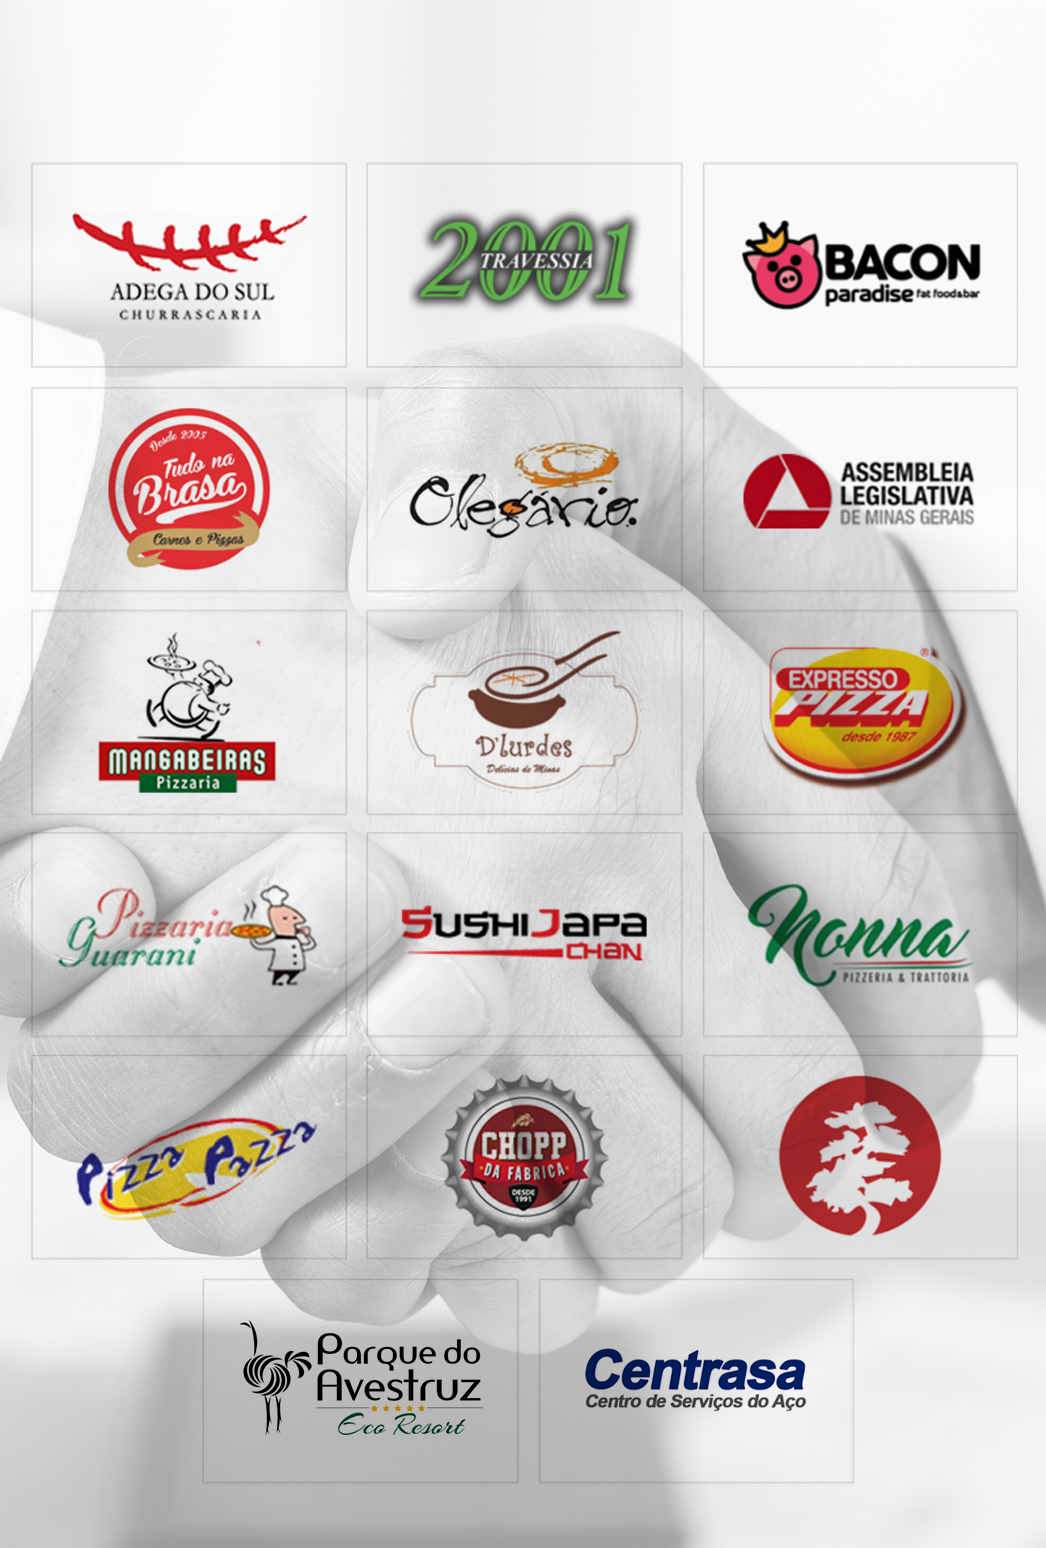 ADEGA DO SUL
CHURRASCARIA
2001
TRAVESSIA
BACON
paradise fat food&bar
Desde 2005
Tudo na
Brasa
Carnes e Pizzas
Olegário.
ASSEMBLEIA
LEGISLATIVA
DE MINAS GERAIS
MANGABEIRAS
Pizzaria
D'lurdes
Delícias de Minas
®
EXPRESSO
PIZZA
desde 1987
Pizzaria
Guarani
SUSHI JAPA
CHAN
Nonna
PIZZERIA & TRATTORIA
Pizza Pazza
CHOPP
DA FÁBRICA
DESDE
1991
Parque do
Avestruz
Eco Resort
Centrasa
Centro de Serviços do Aço